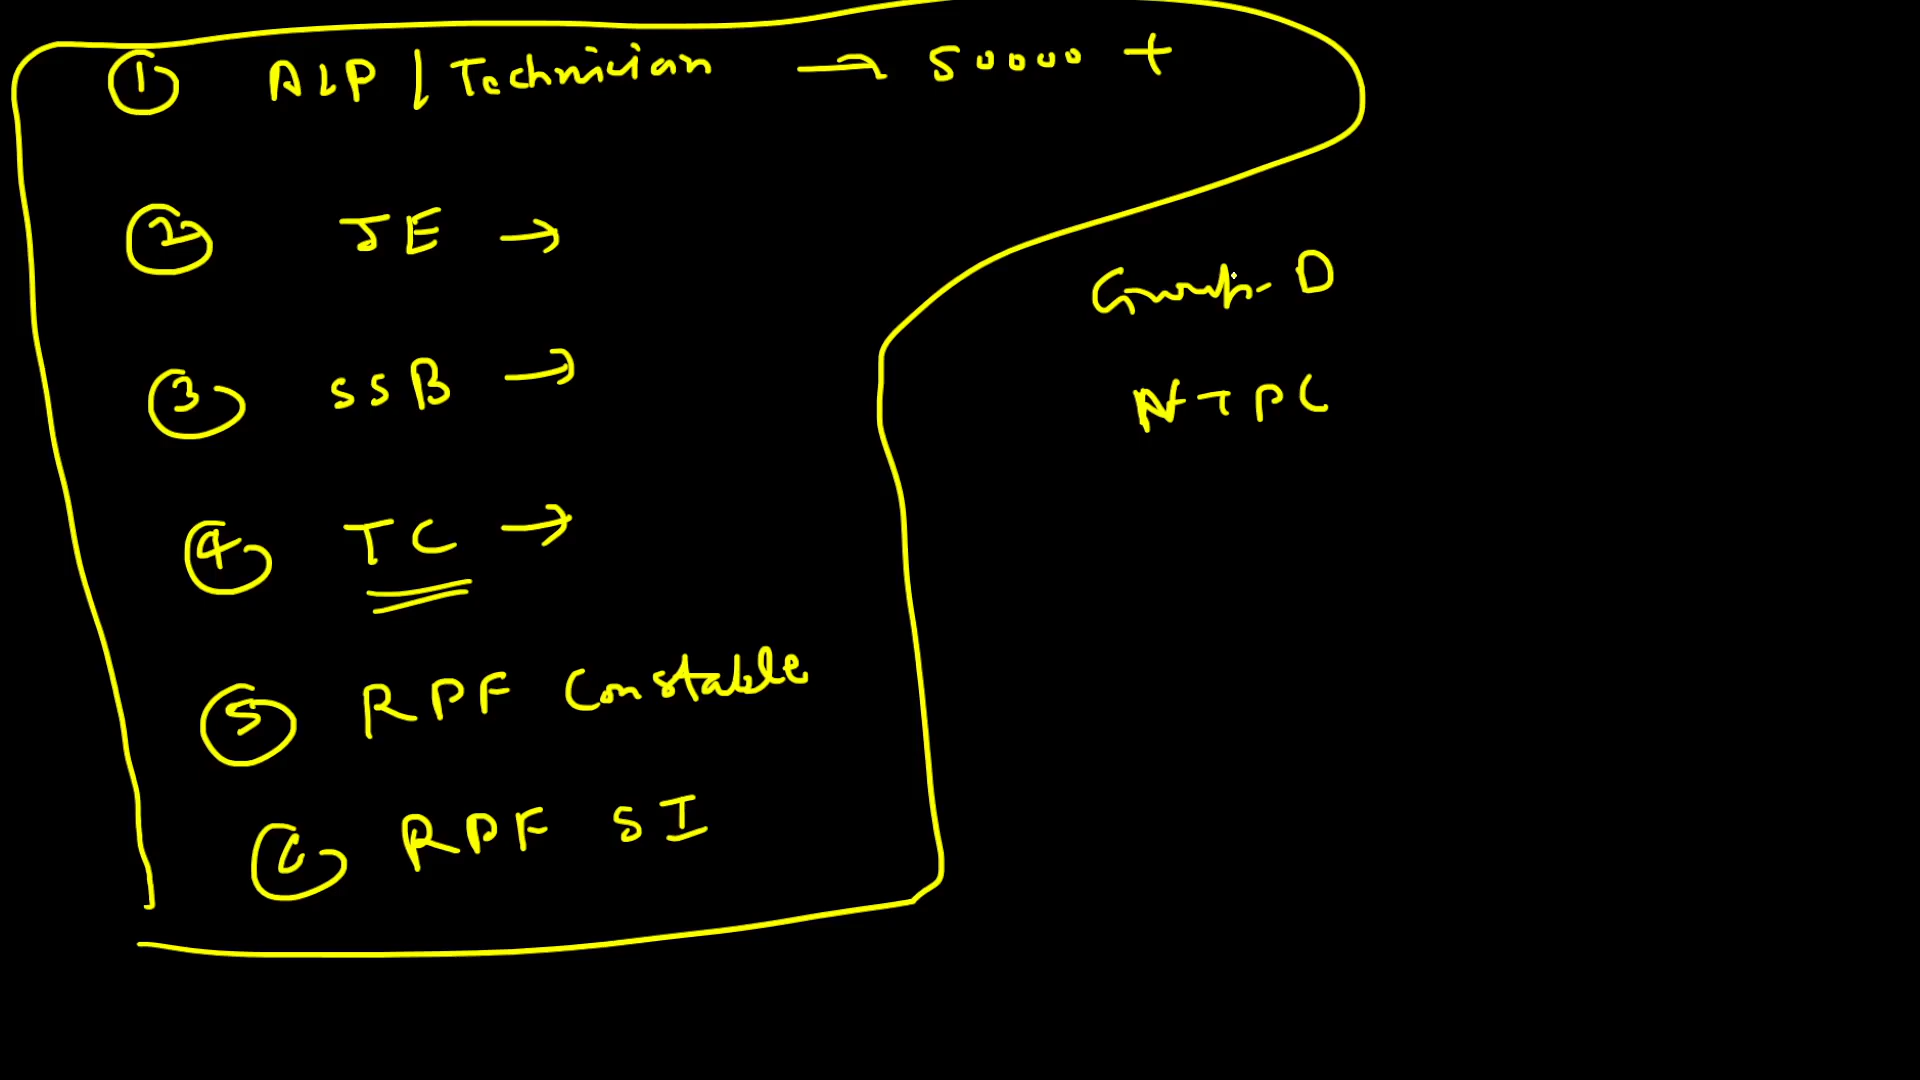 1 ALP | Technician → 50000 +
2 JE →
3 SSB →
4 TC →
5 RPF Constable
6 RPF SI
Group-D
NTPC